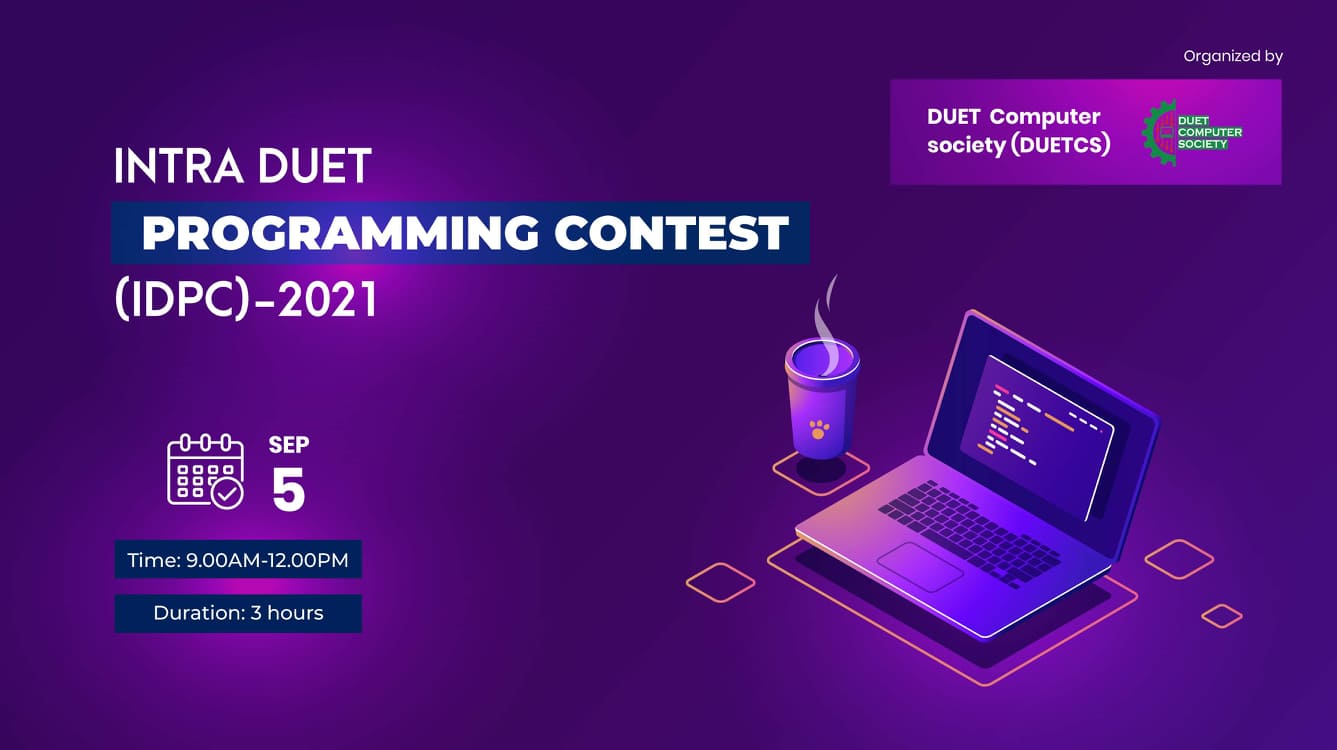 Organized by
DUET Computer
society (DUETCS)
DUET
COMPUTER
SOCIETY
INTRA DUET
PROGRAMMING CONTEST
(IDPC)-2021
SEP
5
Time: 9.00AM-12.00PM
Duration: 3 hours